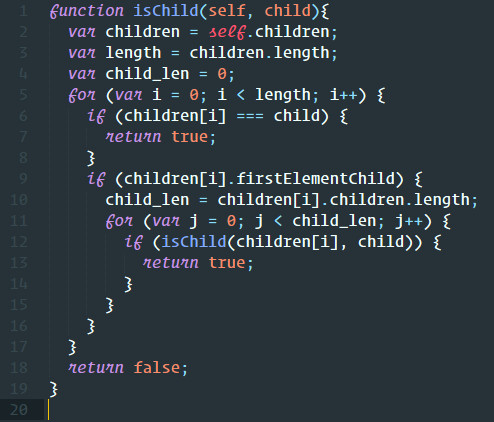 1 function isChild(self, child){
2 var children = self.children;
3 var length = children.length;
4 var child_len = 0;
5 for (var i = 0; i < length; i++) {
6 if (children[i] === child) {
7 return true;
8 }
9 if (children[i].firstElementChild) {
10 child_len = children[i].children.length;
11 for (var j = 0; j < child_len; j++) {
12 if (isChild(children[i], child)) {
13 return true;
14 }
15 }
16 }
17 }
18 return false;
19 }
20